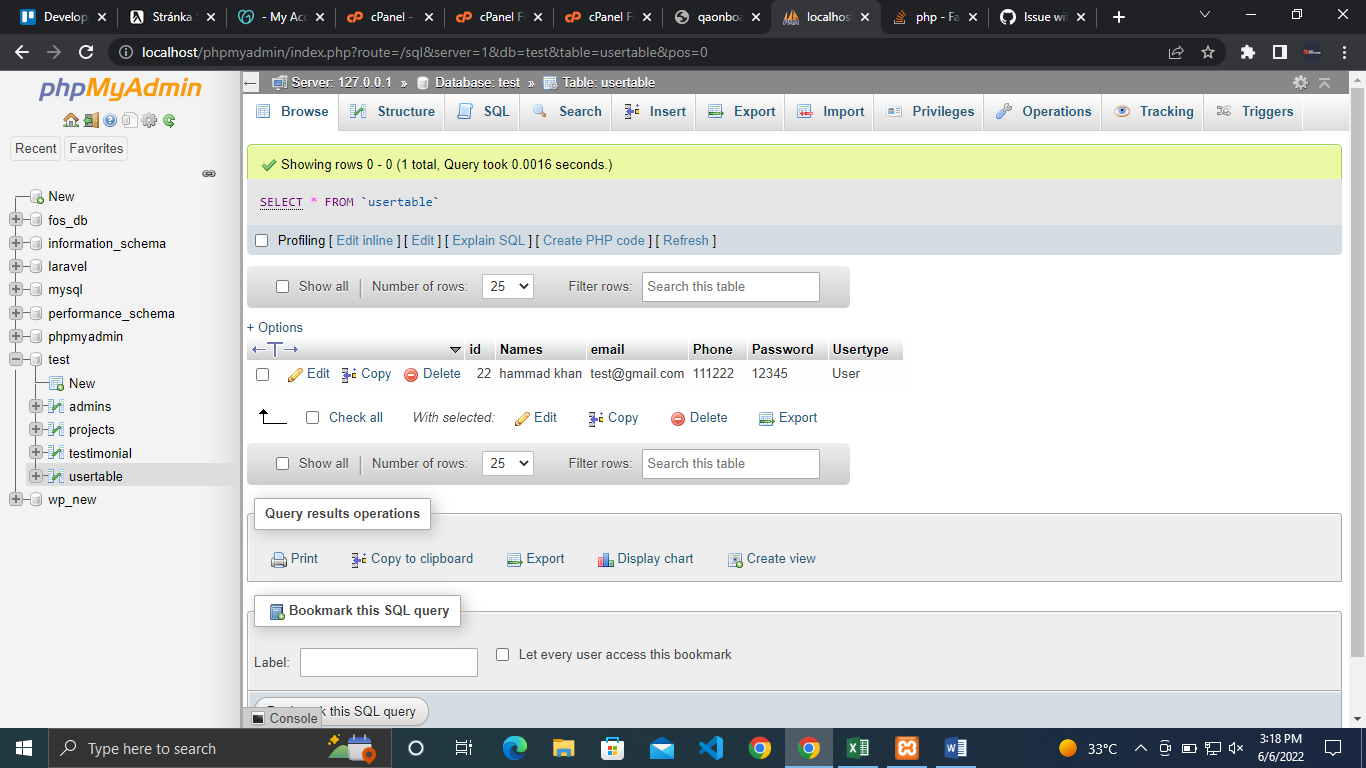 Develop
Stránka
- My Acc
cPanel -
cPanel F
cPanel F
qaonboa
localhos
php - Fa
Issue wit
localhost/phpmyadmin/index.php?route=/sql&server=1&db=test&table=usertable&pos=0
phpMyAdmin
Recent
Favorites
New
fos_db
information_schema
laravel
mysql
performance_schema
phpmyadmin
test
New
admins
projects
testimonial
usertable
wp_new
Server: 127.0.0.1 » Database: test » Table: usertable
Browse
Structure
SQL
Search
Insert
Export
Import
Privileges
Operations
Tracking
Triggers
Showing rows 0 - 0 (1 total, Query took 0.0016 seconds.)
SELECT * FROM `usertable`
Profiling [ Edit inline ] [ Edit ] [ Explain SQL ] [ Create PHP code ] [ Refresh ]
Show all | Number of rows: 25 Filter rows: Search this table
+ Options
id Names email Phone Password Usertype
Edit Copy Delete 22 hammad khan test@gmail.com 111222 12345 User
Check all With selected: Edit Copy Delete Export
Show all | Number of rows: 25 Filter rows: Search this table
Query results operations
Print Copy to clipboard Export Display chart Create view
Bookmark this SQL query
Label: Let every user access this bookmark
this SQL query
Console
Type here to search
33°C
3:18 PM
6/6/2022